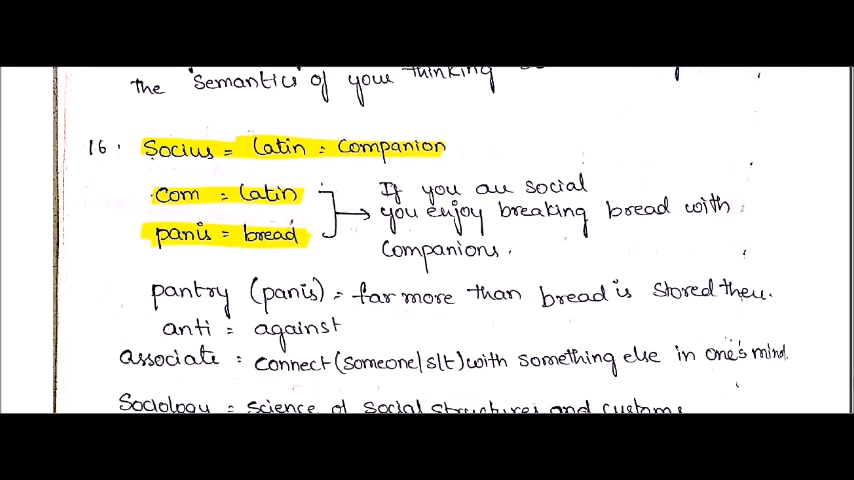 the 'semantics' of your thinking
16. Socius = Latin = Companion
com = Latin
panis = bread
If you are social
you enjoy breaking bread with
companions.
pantry (panis) = far more than bread is stored there.
anti = against
associate = connect (someone/s/t) with something else in one's mind.
Sociology = science of social structures and customs